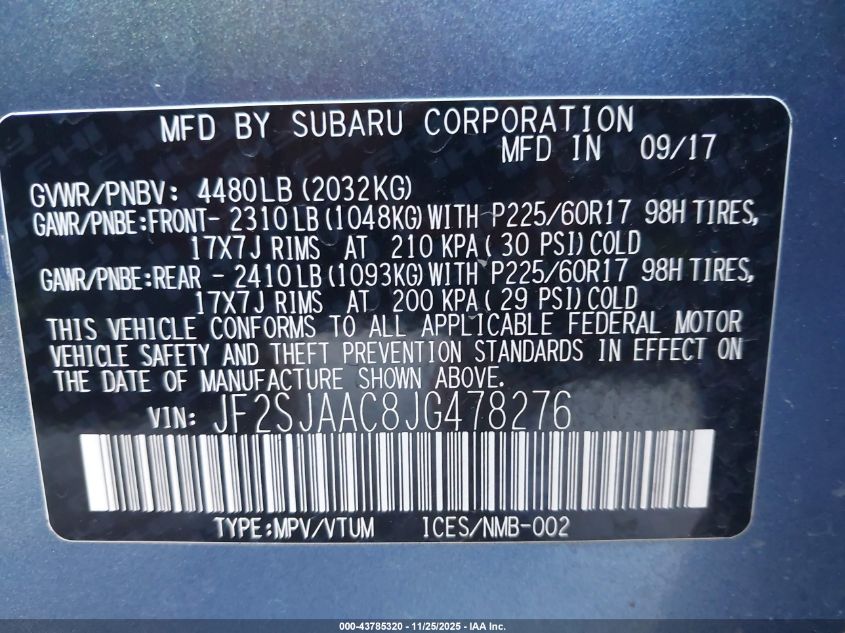 MFD BY SUBARU CORPORATION
MFD IN 09/17
GVWR/PNBV: 4480LB (2032KG)
GAWR/PNBE:FRONT- 2310LB (1048KG) WITH P225/60R17 98H TIRES,
17X7J RIMS AT 210 KPA ( 30 PSI) COLD
GAWR/PNBE:REAR - 2410LB (1093KG) WITH P225/60R17 98H TIRES,
17X7J RIMS AT 200 KPA ( 29 PSI) COLD
THIS VEHICLE CONFORMS TO ALL APPLICABLE FEDERAL MOTOR
VEHICLE SAFETY AND THEFT PREVENTION STANDARDS IN EFFECT ON
THE DATE OF MANUFACTURE SHOWN ABOVE.
VIN: JF2SJAAC8JG478276
TYPE:MPV/VTUM ICES/NMB-002
000-43785320 - 11/25/2025 - IAA Inc.